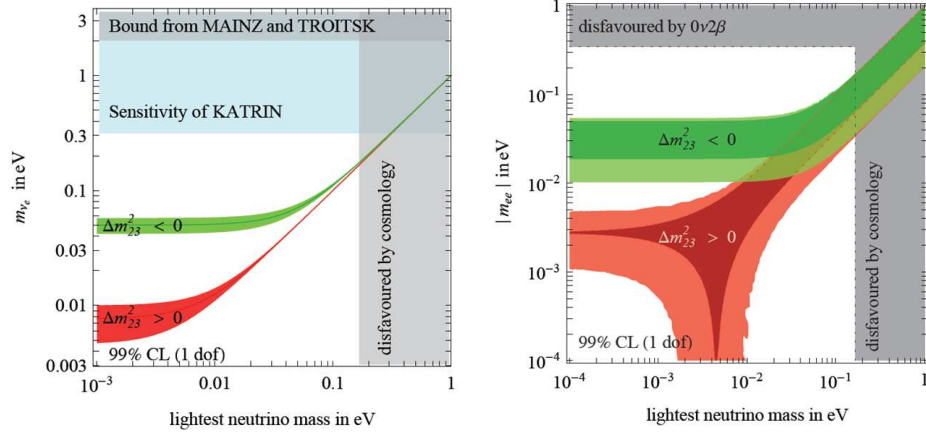 Bound from MAINZ and TROITSK
Sensitivity of KATRIN
Δm²₂₃ < 0
Δm²₂₃ > 0
99% CL (1 dof)
disfavoured by cosmology
3
1
0.3
0.1
0.03
0.01
0.003
m_νe in eV
10⁻³
0.01
0.1
1
lightest neutrino mass in eV
disfavoured by 0ν2β
Δm²₂₃ < 0
Δm²₂₃ > 0
99% CL (1 dof)
disfavoured by cosmology
1
10⁻¹
10⁻²
10⁻³
10⁻⁴
| m_ee | in eV
10⁻⁴
10⁻³
10⁻²
10⁻¹
1
lightest neutrino mass in eV